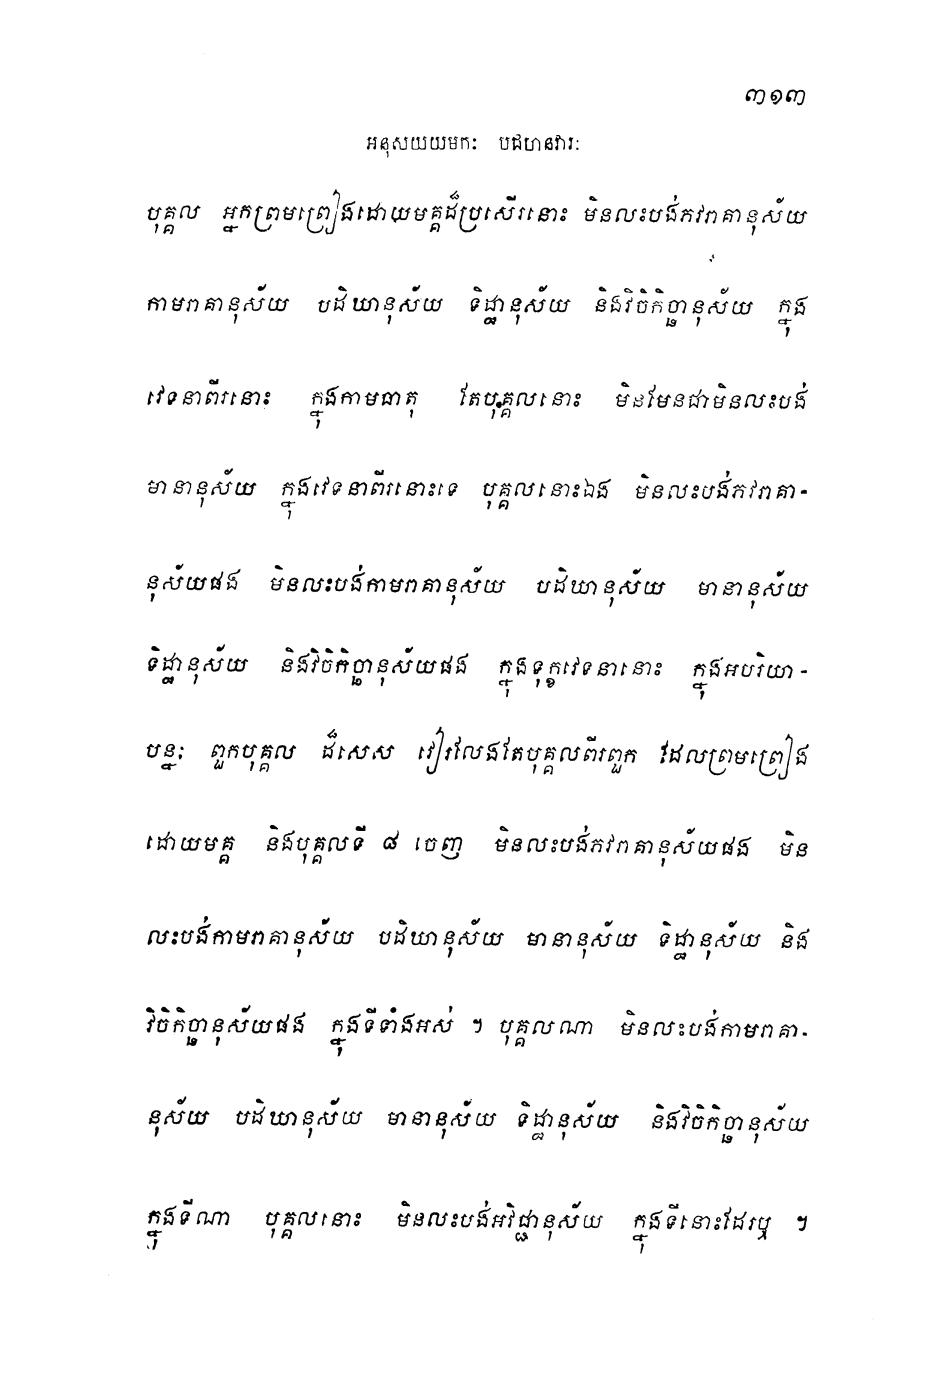 ៣១៣
អនុសយយមកៈ បជហានវារៈ
បុគ្គល អ្នកព្រមព្រៀងដោយមគ្គដ៏ប្រសើរនោះ មិនលះបង់ភវរាគានុស័យ
កាមរាគានុស័យ បដិឃានុស័យ ទិដ្ឋានុស័យ និងវិចិកិច្ឆានុស័យ ក្នុង
វេទនាពីរនោះ ក្នុងកាមធាតុ តែបុគ្គលនោះ មិនមែនជាមិនលះបង់
មានានុស័យ ក្នុងវេទនាពីរនោះទេ បុគ្គលនោះឯង មិនលះបង់ភវរាគា-
នុស័យផង មិនលះបង់កាមរាគានុស័យ បដិឃានុស័យ មានានុស័យ
ទិដ្ឋានុស័យ និងវិចិកិច្ឆានុស័យផង ក្នុងទុក្ខវេទនានោះ ក្នុងអបរិយា-
បន្នៈ ពួកបុគ្គល ដ៏សេស វៀរលែងតែបុគ្គលពីរពួក ដែលព្រមព្រៀង
ដោយមគ្គ និងបុគ្គលទី ៨ ចេញ មិនលះបង់ភវរាគានុស័យផង មិន
លះបង់កាមរាគានុស័យ បដិឃានុស័យ មានានុស័យ ទិដ្ឋានុស័យ និង
វិចិកិច្ឆានុស័យផង ក្នុងទីទាំងអស់ ។ បុគ្គលណា មិនលះបង់កាមរាគា-
នុស័យ បដិឃានុស័យ មានានុស័យ ទិដ្ឋានុស័យ និងវិចិកិច្ឆានុស័យ
ក្នុងទីណា បុគ្គលនោះ មិនលះបង់អវិជ្ជានុស័យ ក្នុងទីនោះដែរឬ ។